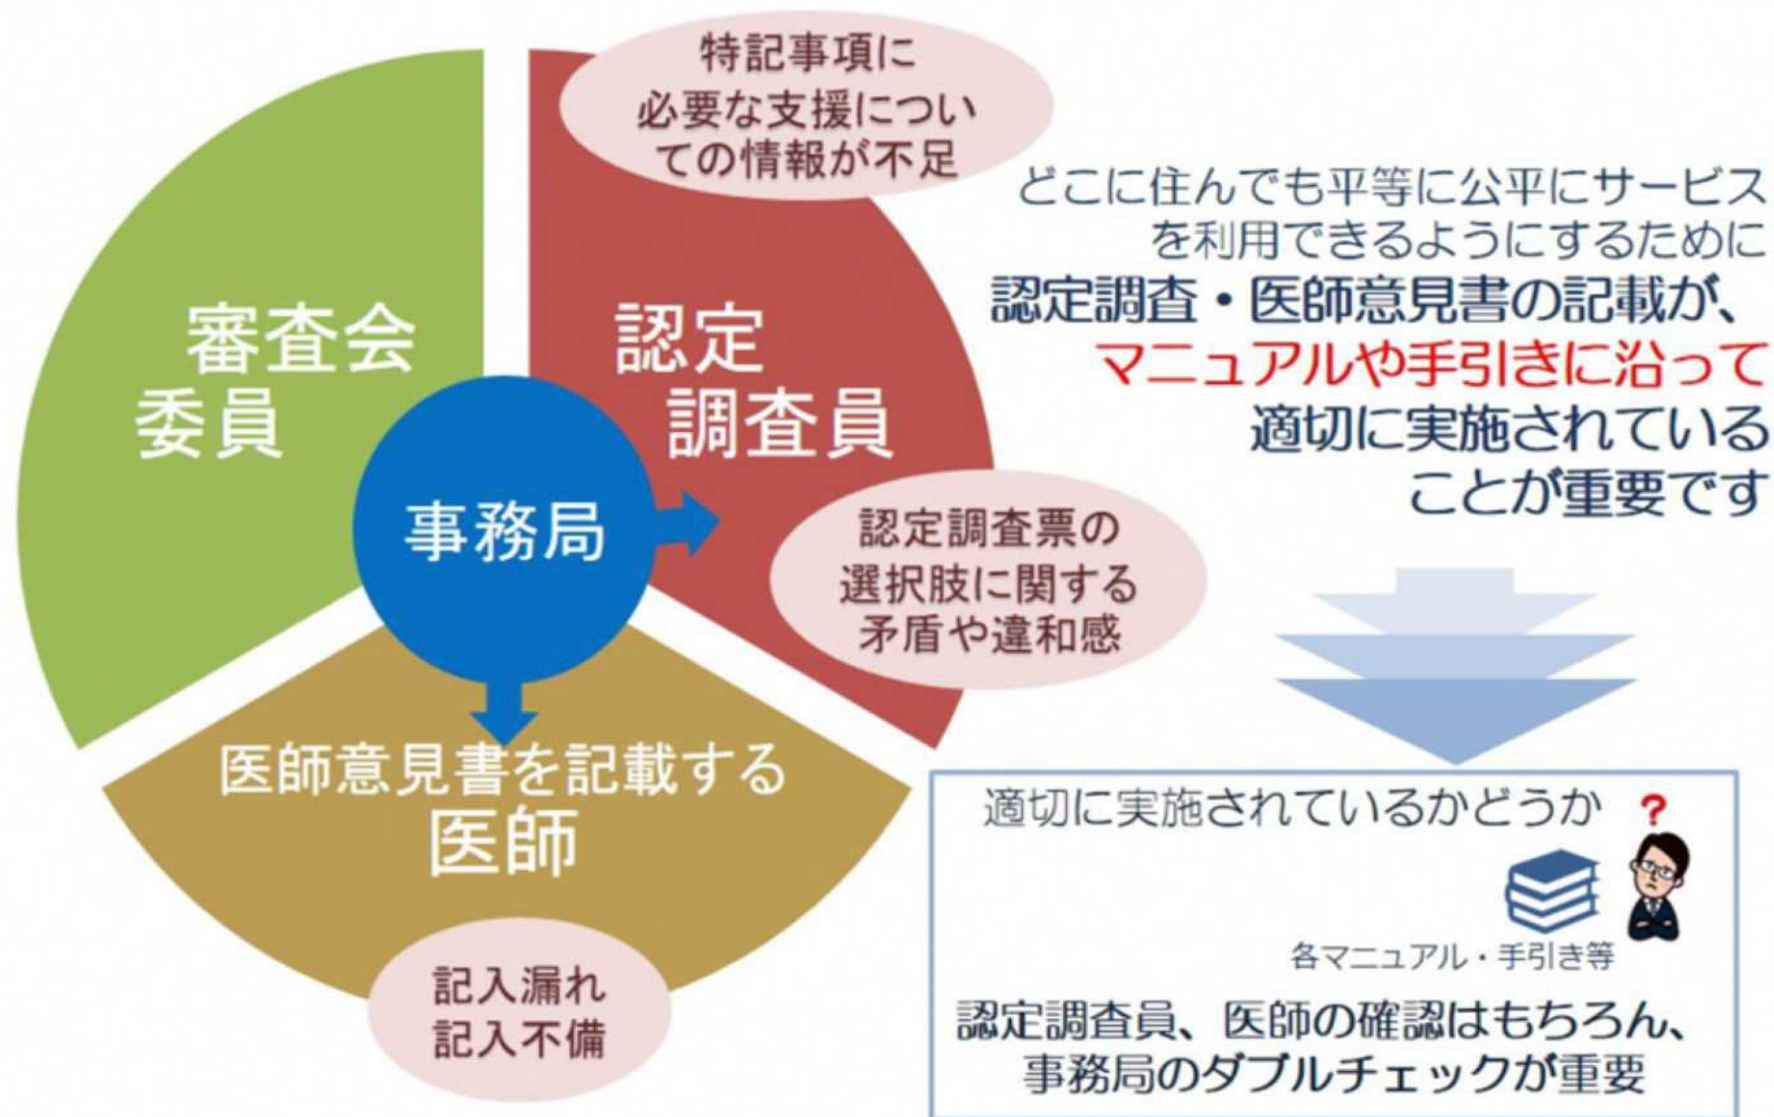 特記事項に
必要な支援につい
ての情報が不足
審査会
委員
認定
調査員
事務局
認定調査票の
選択肢に関する
矛盾や違和感
医師意見書を記載する
医師
記入漏れ
記入不備
どこに住んでも平等に公平にサービス
を利用できるようにするために
認定調査・医師意見書の記載が、
マニュアルや手引きに沿って
適切に実施されている
ことが重要です
適切に実施されているかどうか
?
各マニュアル・手引き等
認定調査員、医師の確認はもちろん、
事務局のダブルチェックが重要